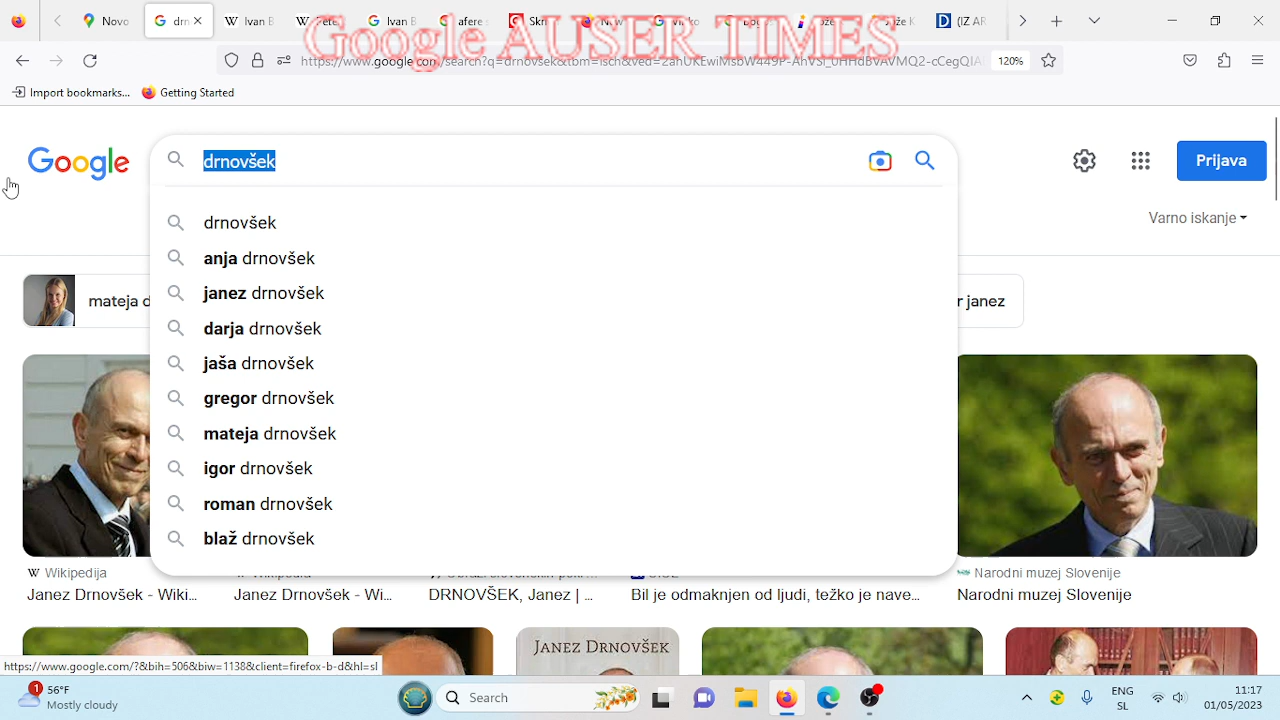 Novo
drn
Ivan B
Pete
Ivan B
afere s
Skr
New
Google AUSER TIMES
https://www.google.com/search?q=drnovšek&tbm=isch&ved=
120%
Import bookmarks...
Getting Started
Google
drnovšek
Prijava
Varno iskanje
drnovšek
anja drnovšek
janez drnovšek
darja drnovšek
jaša drnovšek
gregor drnovšek
mateja drnovšek
igor drnovšek
roman drnovšek
blaž drnovšek
mateja d
r janez
Wikipedija
Narodni muzej Slovenije
Janez Drnovšek - Wiki...
Janez Drnovšek - Wi...
DRNOVŠEK, Janez | ...
Bil je odmaknjen od ljudi, težko je nave...
Narodni muzej Slovenije
JANEZ DRNOVŠEK
https://www.google.com/?&bih=506&biw=1138&client=firefox-b-d&hl=sl
1
56°F
Mostly cloudy
Search
ENG
SL
11:17
01/05/2023